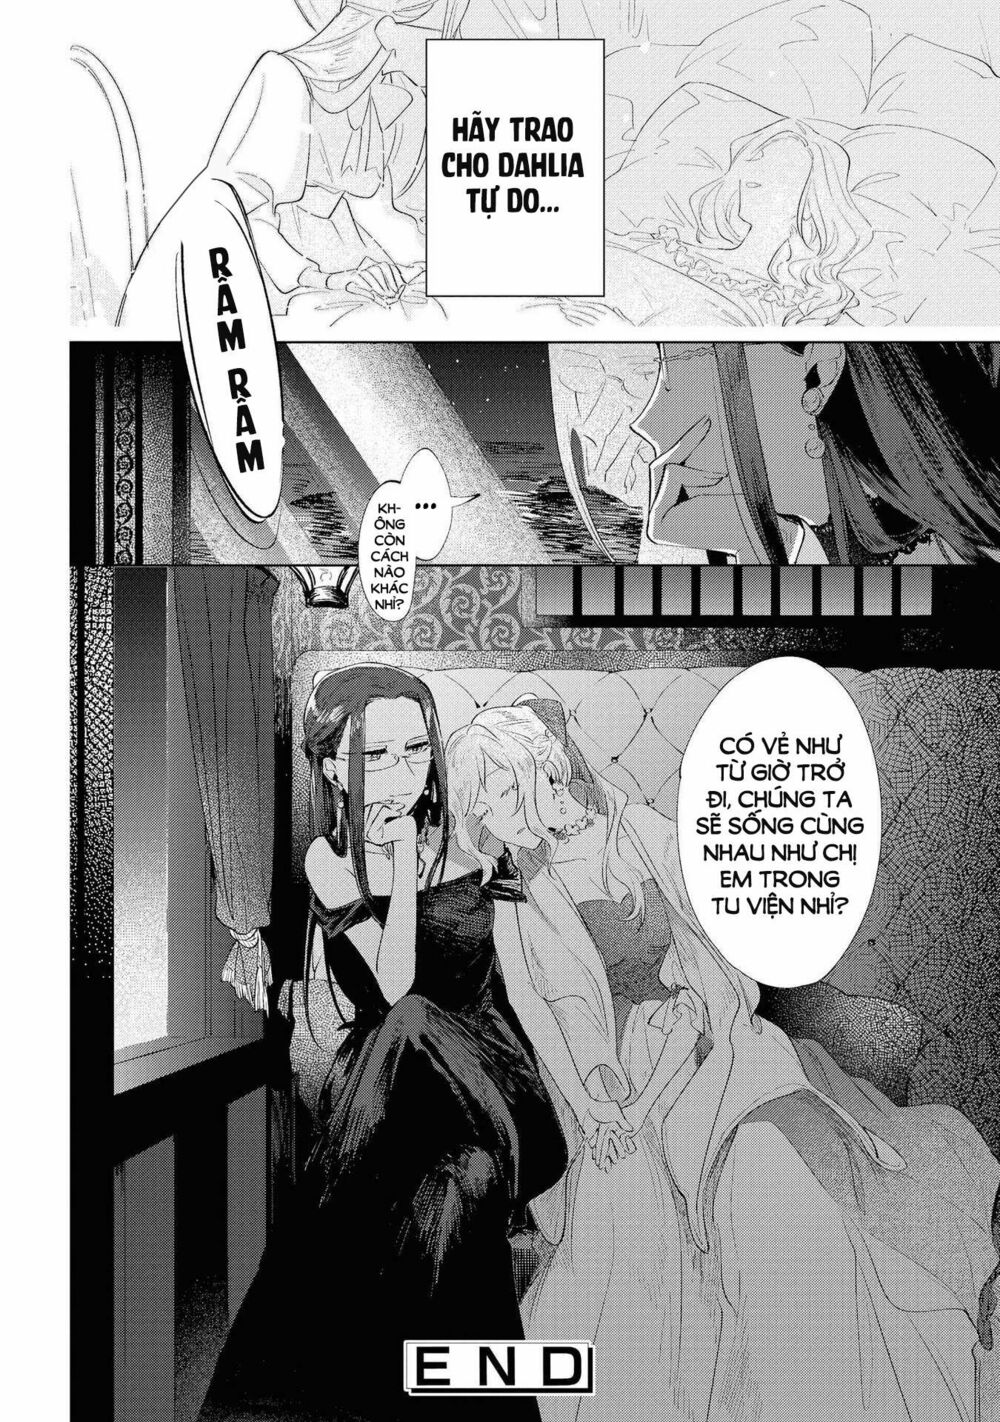 HÃY TRAO
CHO DAHLIA
TỰ DO...
RẦM RẦM
...
KH-
ÔNG CÒN
CÁCH
NÀO
KHÁC NHỈ?
CÓ VẺ NHƯ
TỪ GIỜ TRỞ
ĐI, CHÚNG TA
SẼ SỐNG CÙNG
NHAU NHƯ CHỊ
EM TRONG
TU VIỆN NHỈ?
END